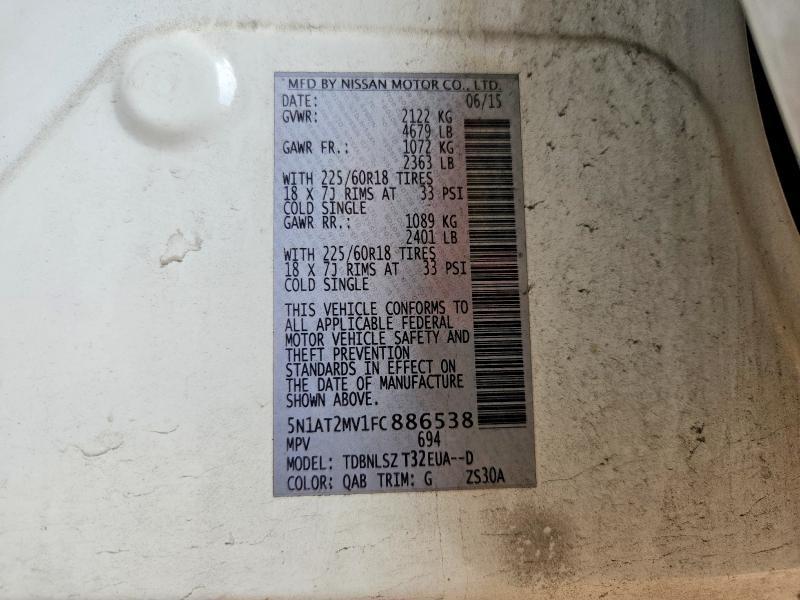 MFD BY NISSAN MOTOR CO., LTD.
DATE: 06/15
GVWR: 2122 KG
4679 LB
GAWR FR.: 1072 KG
2363 LB
WITH 225/60R18 TIRES
18 X 7J RIMS AT 33 PSI
COLD SINGLE
GAWR RR.: 1089 KG
2401 LB
WITH 225/60R18 TIRES
18 X 7J RIMS AT 33 PSI
COLD SINGLE
THIS VEHICLE CONFORMS TO
ALL APPLICABLE FEDERAL
MOTOR VEHICLE SAFETY AND
THEFT PREVENTION
STANDARDS IN EFFECT ON
THE DATE OF MANUFACTURE
SHOWN ABOVE.
5N1AT2MV1FC886538
MPV 694
MODEL: TDBNLSZ T32EUA--D
COLOR: QAB TRIM: G ZS30A